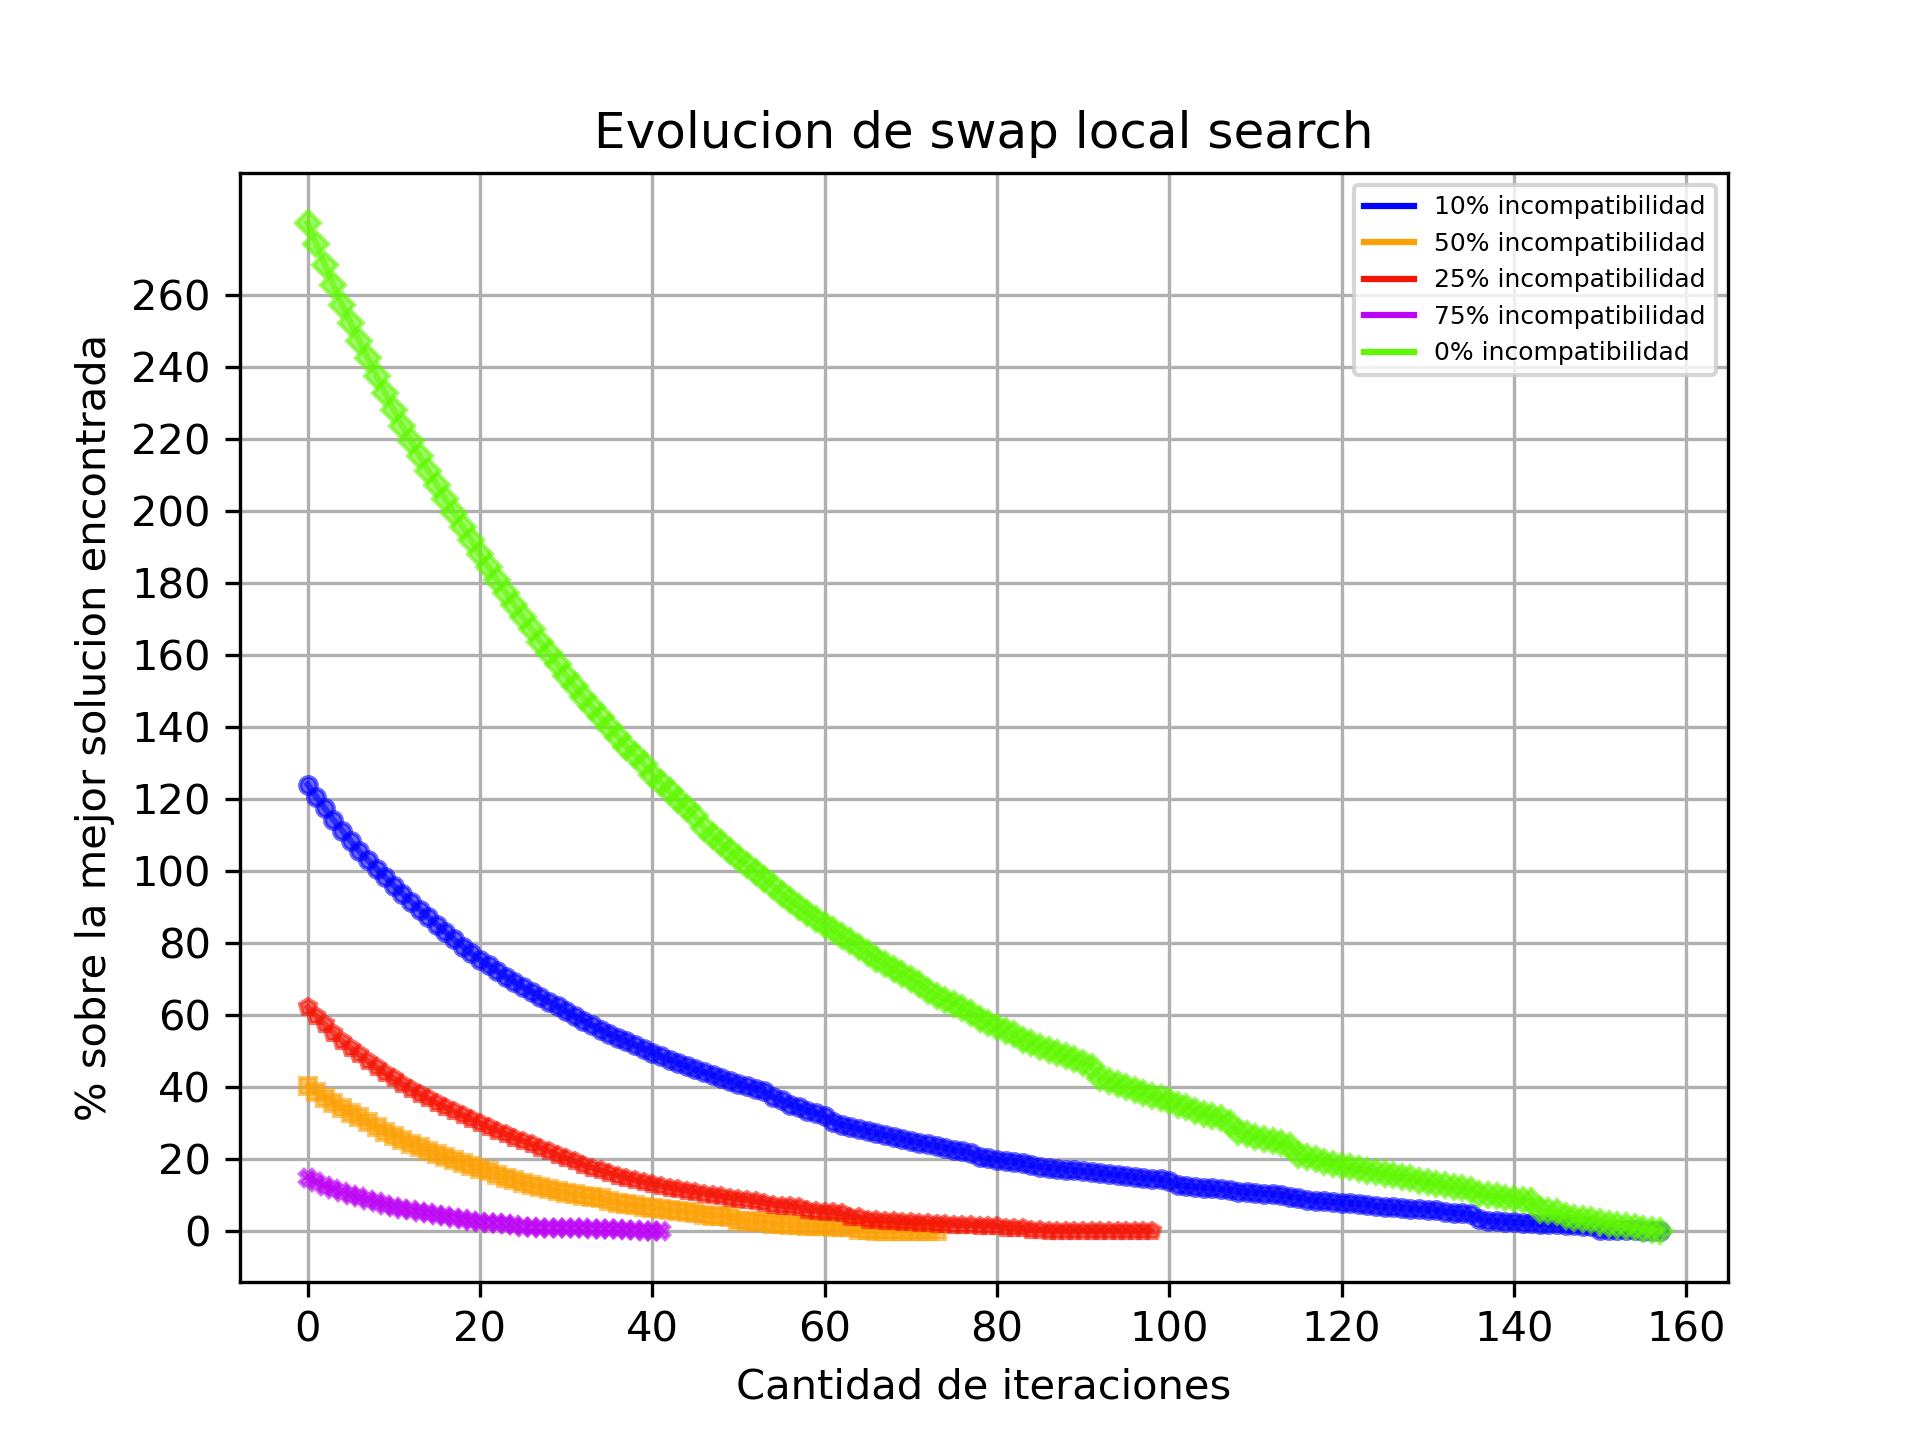 Evolucion de swap local search
10% incompatibilidad
50% incompatibilidad
25% incompatibilidad
75% incompatibilidad
0% incompatibilidad
% sobre la mejor solucion encontrada
260
240
220
200
180
160
140
120
100
80
60
40
20
0
0 20 40 60 80 100 120 140 160
Cantidad de iteraciones